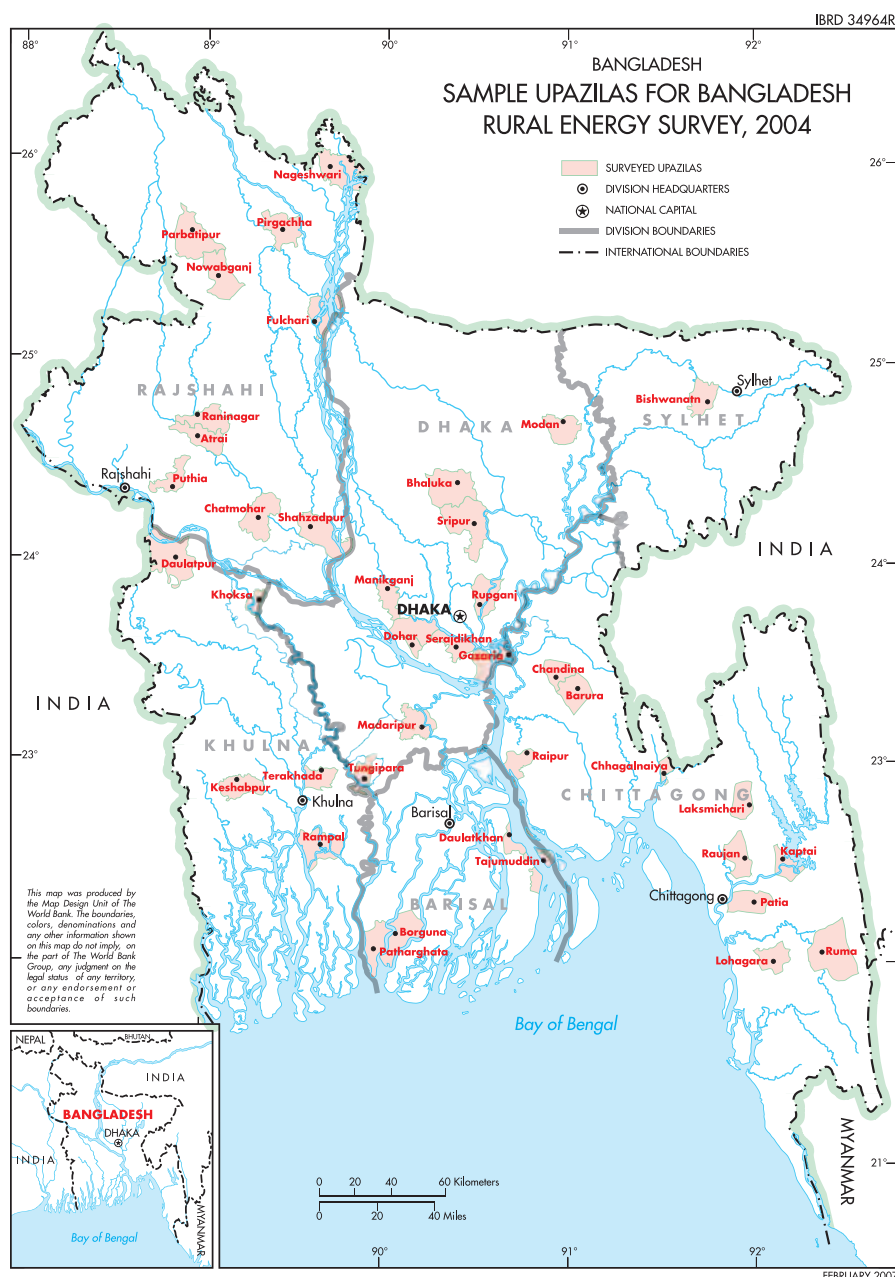 IBRD 34964R
88°
89°
90°
91°
92°
BANGLADESH
SAMPLE UPAZILAS FOR BANGLADESH
RURAL ENERGY SURVEY, 2004
SURVEYED UPAZILAS
DIVISION HEADQUARTERS
NATIONAL CAPITAL
DIVISION BOUNDARIES
INTERNATIONAL BOUNDARIES
26°
26°
Nageshwari
Parbatipur
Pirgachha
Nowabganj
Fulchari
25°
25°
RAJSHAHI
Raninagar
Atrai
DHAKA
Modan
Bishwanatn
Sylhet
SYLHET
Rajshahi
Puthia
Bhaluka
Chatmohar
Shahzadpur
Sripur
24°
24°
INDIA
Daulatpur
Khoksa
Manikganj
Rupganj
DHAKA
Dohar
Serajdikhan
Gazaria
Chandina
Barura
INDIA
Madaripur
23°
23°
KHULNA
Raipur
Terakhada
Tungipara
Chhagalnaiya
Keshabpur
Khulna
CHITTAGONG
Laksmichari
Barisal
Daulatkhan
Rampal
Tajumuddin
Raujan
Kaptai
BARISAL
Chittagong
Patia
Borguna
Patharghata
Lohagara
Ruma
This map was produced by
the Map Design Unit of The
World Bank. The boundaries,
colors, denominations and
any other information shown
on this map do not imply, on
the part of The World Bank
Group, any judgment on the
legal status of any territory,
or any endorsement or
acceptance of such
boundaries.
Bay of Bengal
NEPAL
BHUTAN
INDIA
BANGLADESH
DHAKA
INDIA
MYANMAR
Bay of Bengal
MYANMAR
21°
0 20 40 60 Kilometers
0 20 40 Miles
90°
91°
92°
FEBRUARY 2007